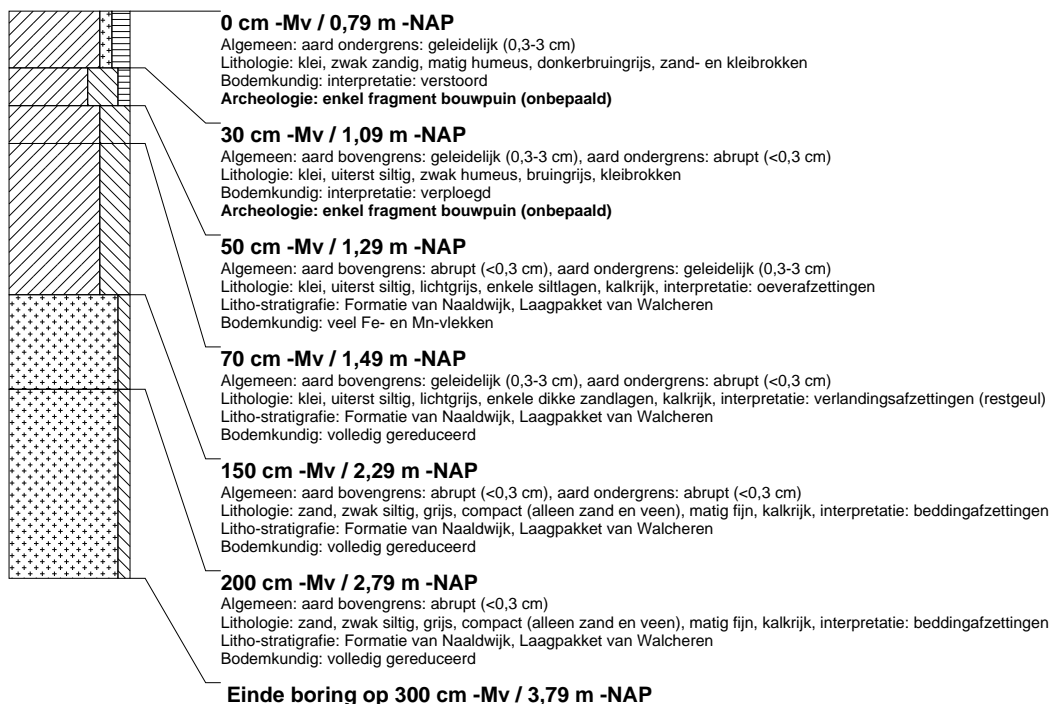 0 cm -Mv / 0,79 m -NAP
Algemeen: aard ondergrens: geleidelijk (0,3-3 cm)
Lithologie: klei, zwak zandig, matig humeus, donkerbruingrijs, zand- en kleibrokken
Bodemkundig: interpretatie: verstoord
Archeologie: enkel fragment bouwpuin (onbepaald)
30 cm -Mv / 1,09 m -NAP
Algemeen: aard bovengrens: geleidelijk (0,3-3 cm), aard ondergrens: abrupt (<0,3 cm)
Lithologie: klei, uiterst siltig, zwak humeus, bruingrijs, kleibrokken
Bodemkundig: interpretatie: verploegd
Archeologie: enkel fragment bouwpuin (onbepaald)
50 cm -Mv / 1,29 m -NAP
Algemeen: aard bovengrens: abrupt (<0,3 cm), aard ondergrens: geleidelijk (0,3-3 cm)
Lithologie: klei, uiterst siltig, lichtgrijs, enkele siltlagen, kalkrijk, interpretatie: oeverafzettingen
Litho-stratigrafie: Formatie van Naaldwijk, Laagpakket van Walcheren
Bodemkundig: veel Fe- en Mn-vlekken
70 cm -Mv / 1,49 m -NAP
Algemeen: aard bovengrens: geleidelijk (0,3-3 cm), aard ondergrens: abrupt (<0,3 cm)
Lithologie: klei, uiterst siltig, lichtgrijs, enkele dikke zandlagen, kalkrijk, interpretatie: verlandingsafzettingen (restgeul)
Litho-stratigrafie: Formatie van Naaldwijk, Laagpakket van Walcheren
Bodemkundig: volledig gereduceerd
150 cm -Mv / 2,29 m -NAP
Algemeen: aard bovengrens: abrupt (<0,3 cm), aard ondergrens: abrupt (<0,3 cm)
Lithologie: zand, zwak siltig, grijs, compact (alleen zand en veen), matig fijn, kalkrijk, interpretatie: beddingafzettingen
Litho-stratigrafie: Formatie van Naaldwijk, Laagpakket van Walcheren
Bodemkundig: volledig gereduceerd
200 cm -Mv / 2,79 m -NAP
Algemeen: aard bovengrens: abrupt (<0,3 cm)
Lithologie: zand, zwak siltig, grijs, compact (alleen zand en veen), matig fijn, kalkrijk, interpretatie: beddingafzettingen
Litho-stratigrafie: Formatie van Naaldwijk, Laagpakket van Walcheren
Bodemkundig: volledig gereduceerd
Einde boring op 300 cm -Mv / 3,79 m -NAP